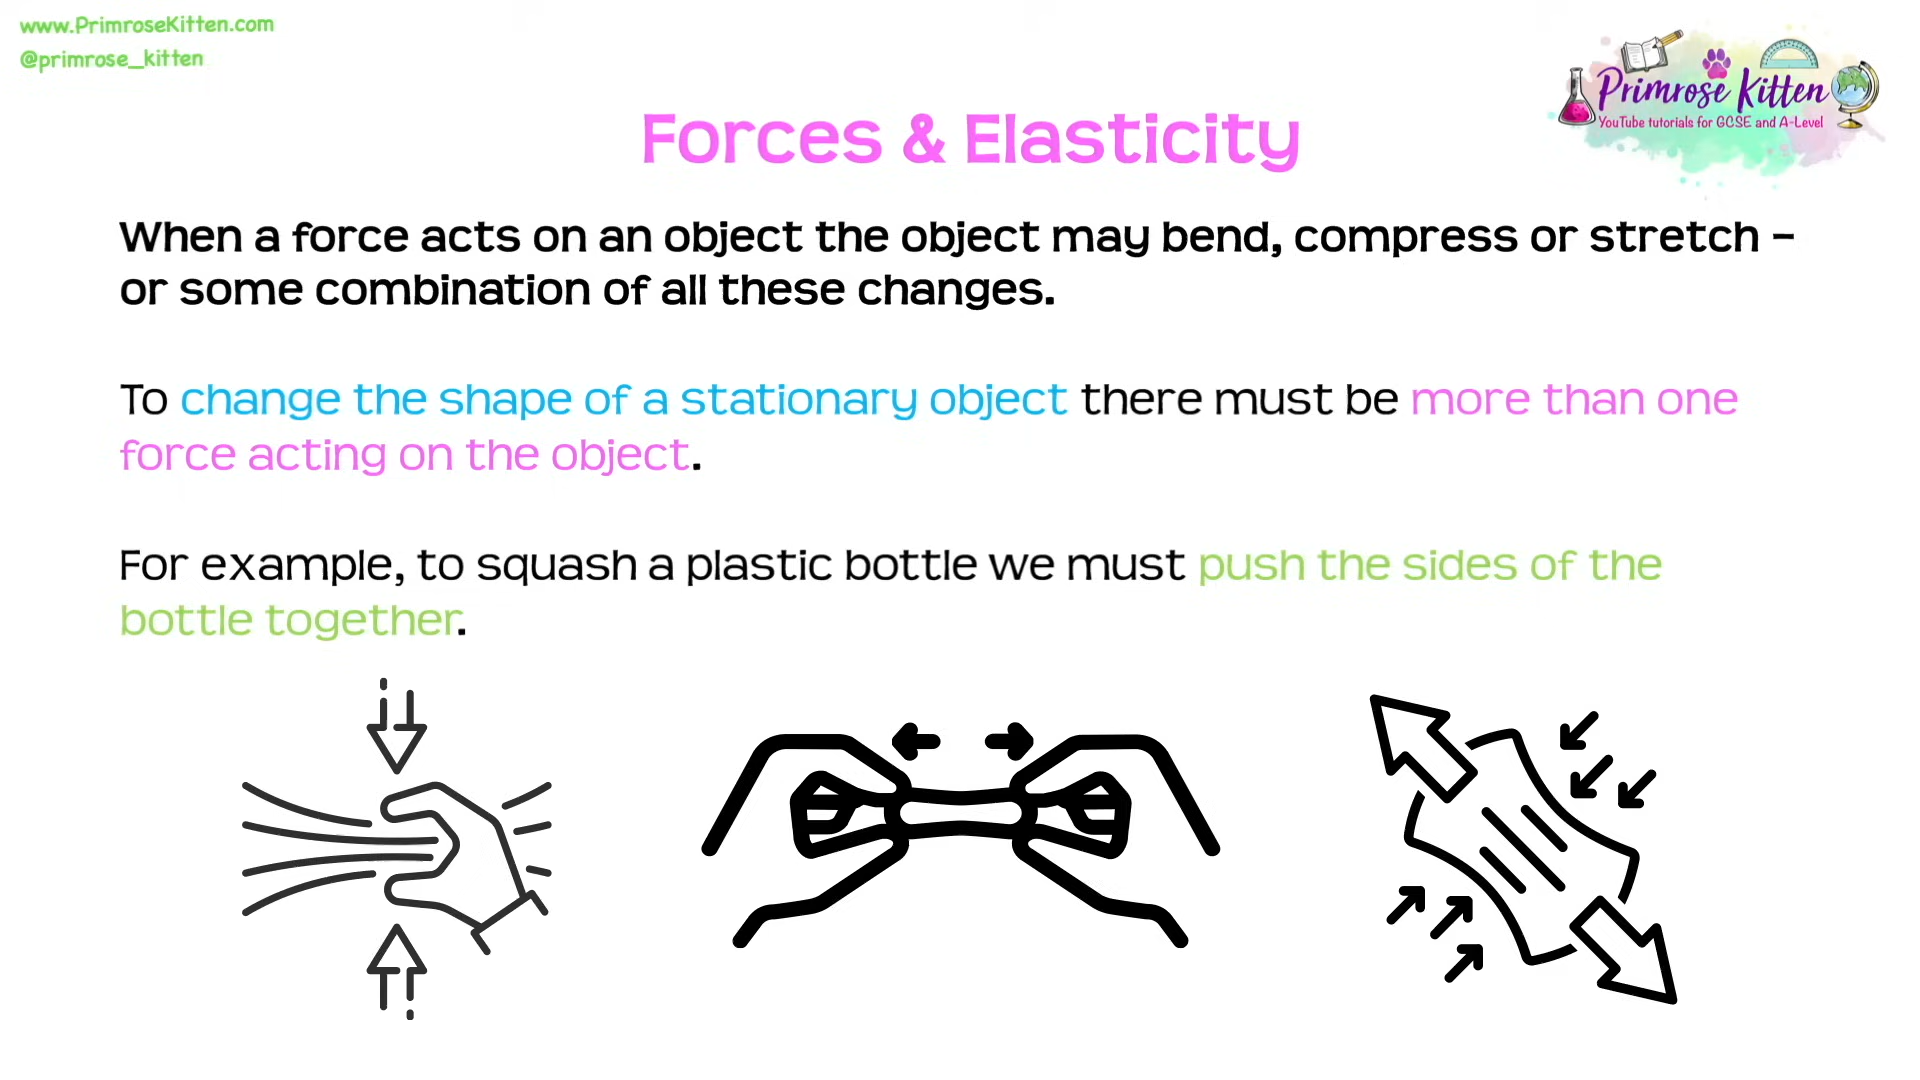 www.PrimroseKitten.com
@primrose_kitten
Primrose Kitten
YouTube tutorials for GCSE and A-Level
Forces & Elasticity
When a force acts on an object the object may bend, compress or stretch –
or some combination of all these changes.
To change the shape of a stationary object there must be more than one
force acting on the object.
For example, to squash a plastic bottle we must push the sides of the
bottle together.